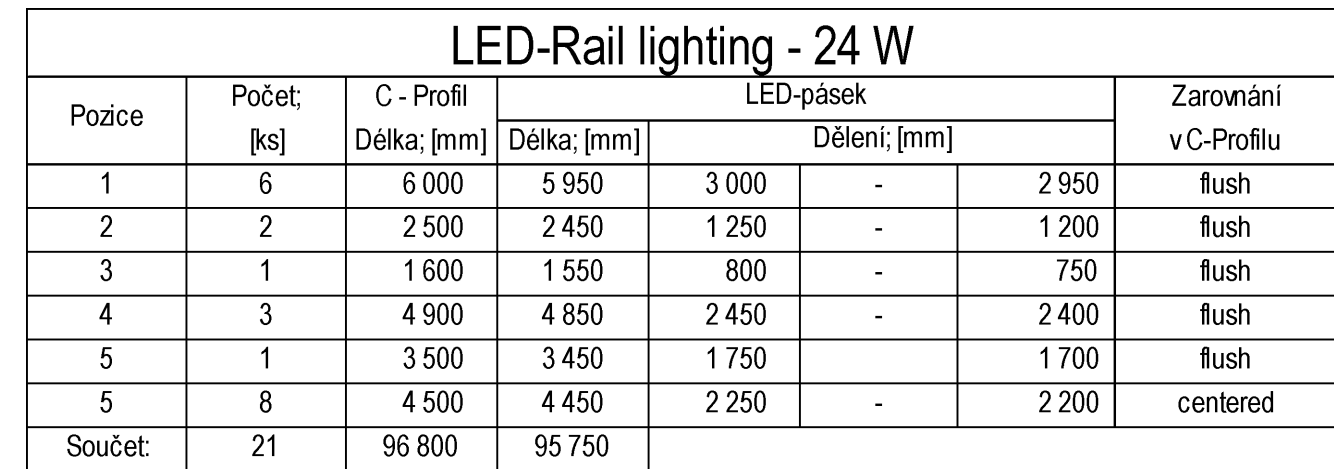 LED-Rail lighting - 24 W
Pozice Počet; [ks] C - Profil Délka; [mm] LED-pásek Zarovnání v C-Profilu
Délka; [mm] Dělení; [mm]
1 6 6 000 5 950 3 000 - 2 950 flush
2 2 2 500 2 450 1 250 - 1 200 flush
3 1 1 600 1 550 800 - 750 flush
4 3 4 900 4 850 2 450 - 2 400 flush
5 1 3 500 3 450 1 750 1 700 flush
5 8 4 500 4 450 2 250 - 2 200 centered
Součet: 21 96 800 95 750